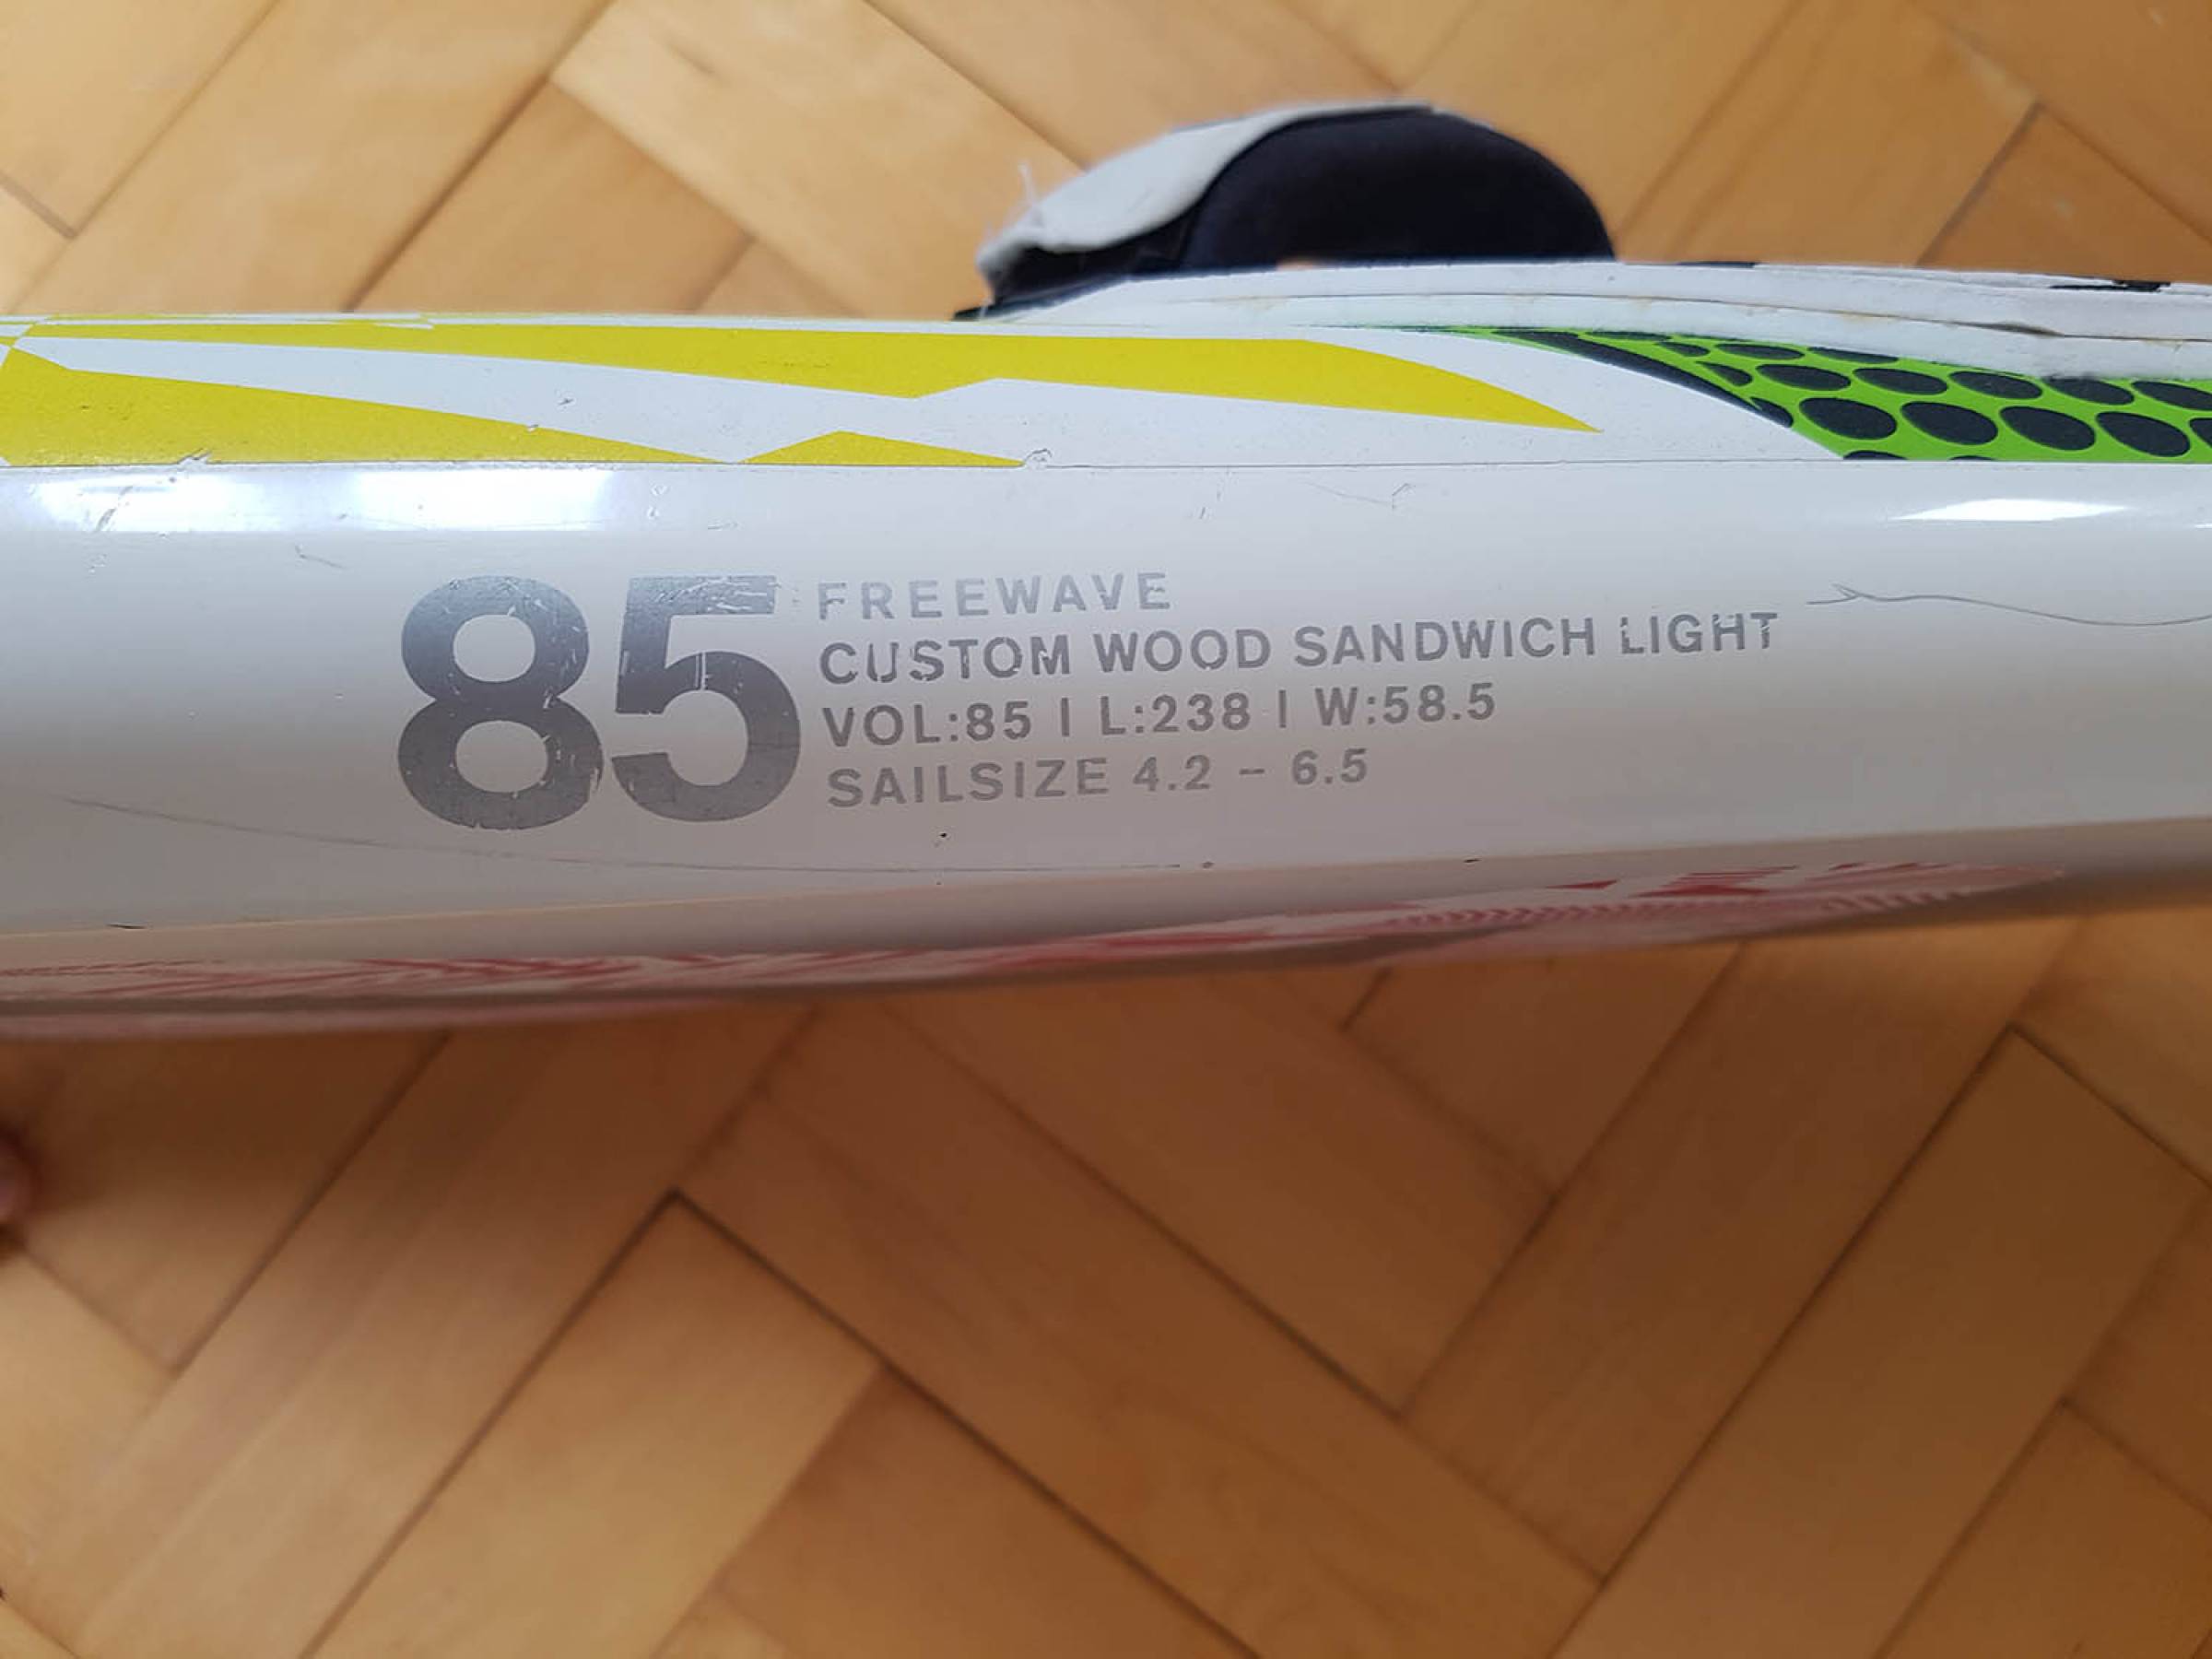 85
FREEWAVE
CUSTOM WOOD SANDWICH LIGHT
VOL:85 | L:238 | W:58.5
SAILSIZE 4.2 – 6.5